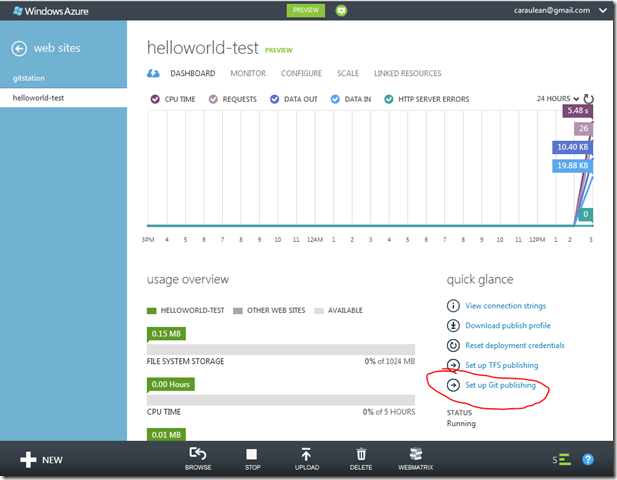 Windows Azure
PREVIEW
caraulean@gmail.com
web sites
gitstation
helloworld-test
helloworld-test PREVIEW
DASHBOARD MONITOR CONFIGURE SCALE LINKED RESOURCES
CPU TIME REQUESTS DATA OUT DATA IN HTTP SERVER ERRORS 24 HOURS
5.48 s
26
10.40 KB
19.88 KB
0
3PM 4 5 6 7 8 9 10 11 12AM 1 2 3 4 5 6 7 8 9 10 11 12PM 1 2 3
usage overview
HELLOWORLD-TEST OTHER WEB SITES AVAILABLE
0.15 MB
FILE SYSTEM STORAGE 0% of 1024 MB
0.00 Hours
CPU TIME 0% of 5 HOURS
0.01 MB
quick glance
View connection strings
Download publish profile
Reset deployment credentials
Set up TFS publishing
Set up Git publishing
STATUS
Running
NEW
BROWSE STOP UPLOAD DELETE WEBMATRIX
5
?